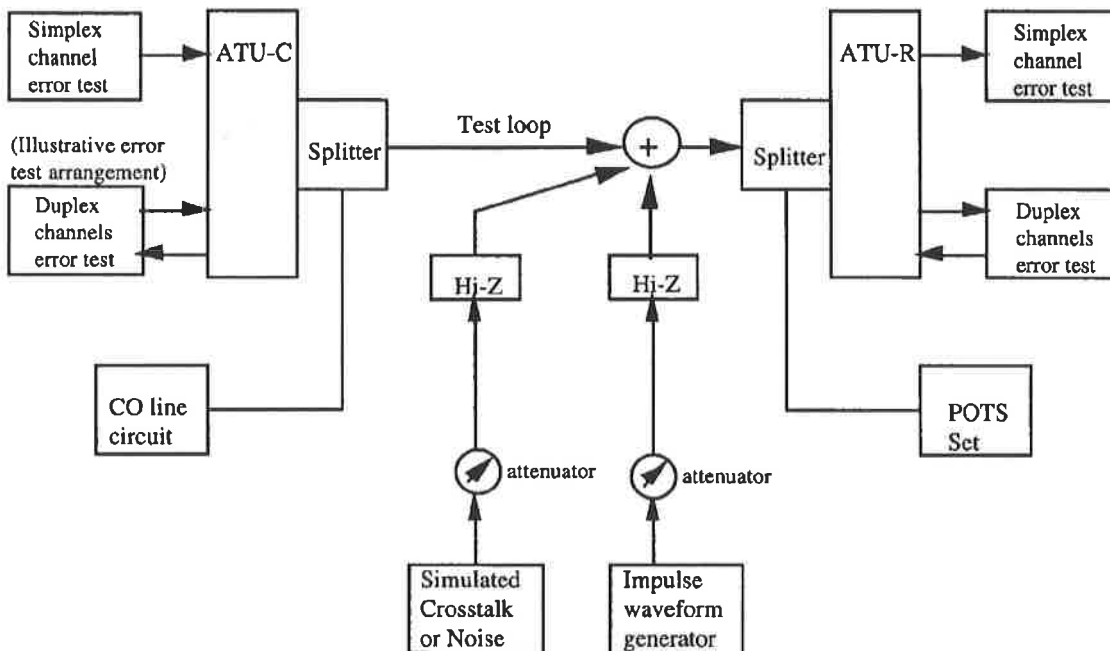 Simplex
channel
error test
ATU-C
ATU-R
Simplex
channel
error test
(Illustrative error
test arrangement)
Splitter
Test loop
+
Splitter
Duplex
channels
error test
Duplex
channels
error test
Hi-Z
Hi-Z
CO line
circuit
POTS
Set
attenuator
attenuator
Simulated
Crosstalk
or Noise
Impulse
waveform
generator